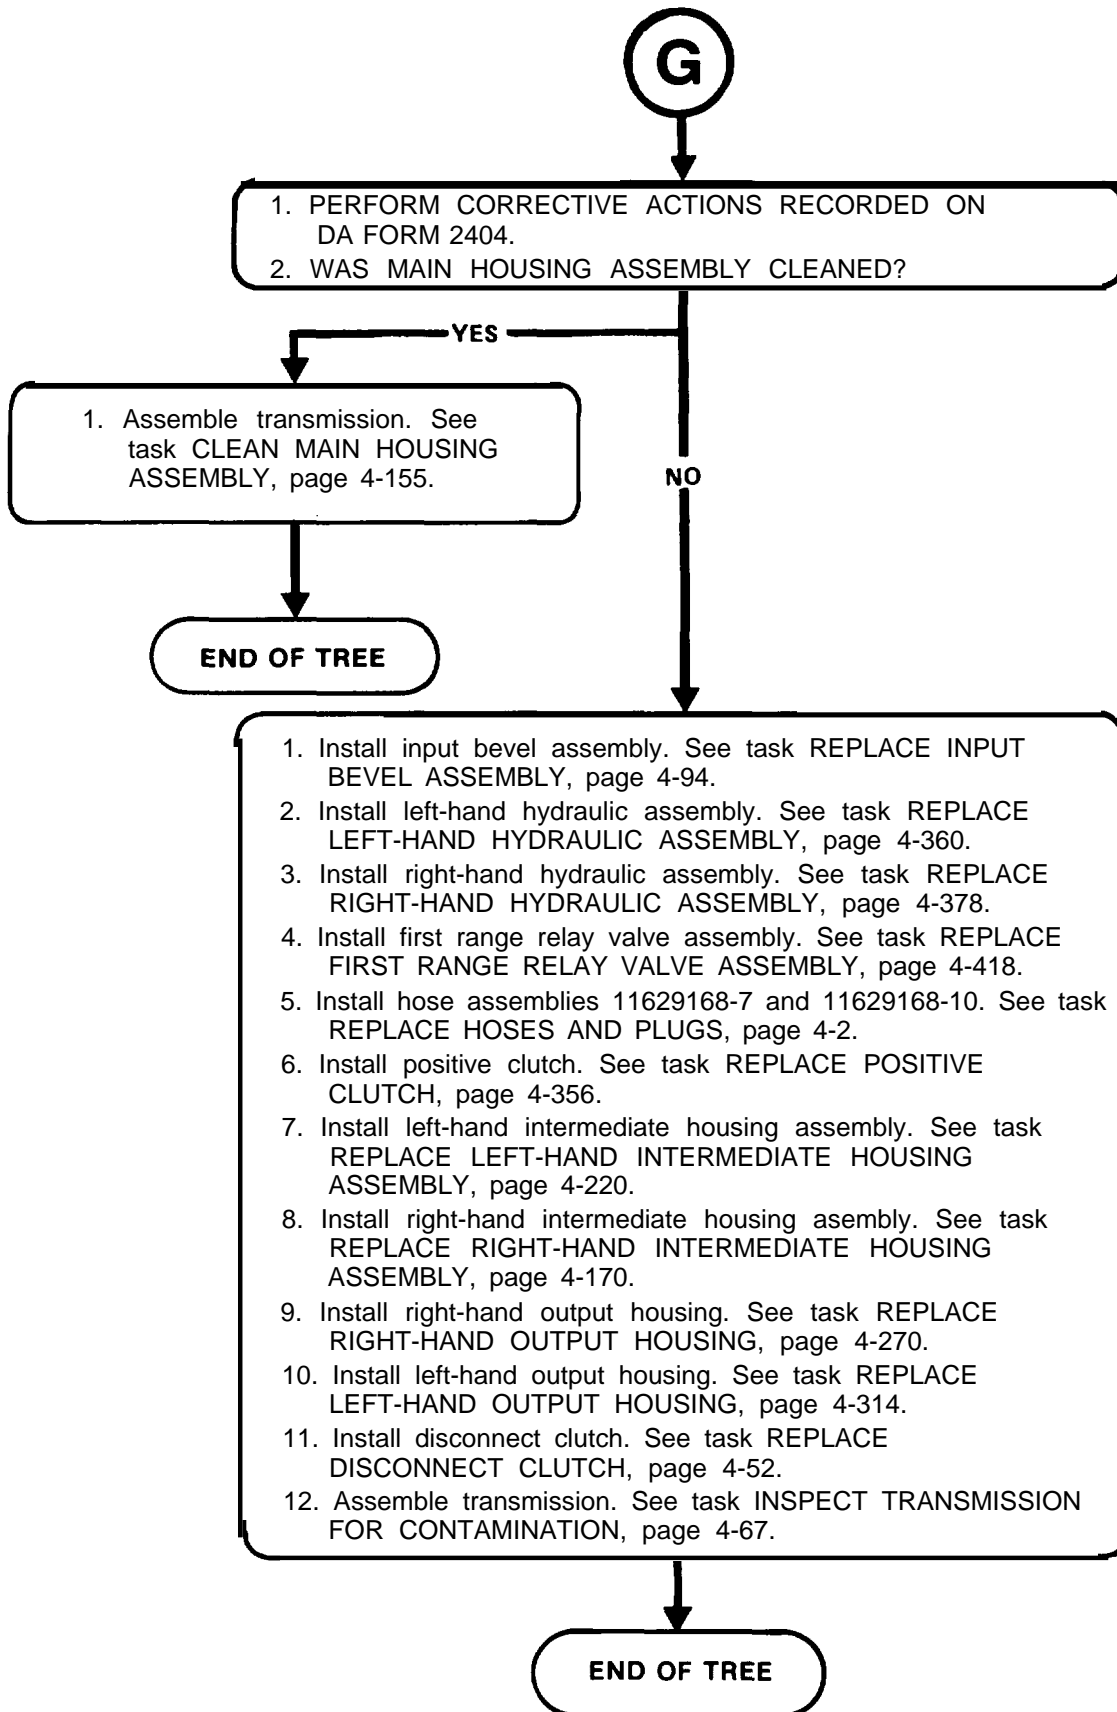 G
1. PERFORM CORRECTIVE ACTIONS RECORDED ON
DA FORM 2404.
2. WAS MAIN HOUSING ASSEMBLY CLEANED?
YES
1. Assemble transmission. See
task CLEAN MAIN HOUSING
ASSEMBLY, page 4-155.
NO
END OF TREE
1. Install input bevel assembly. See task REPLACE INPUT
BEVEL ASSEMBLY, page 4-94.
2. Install left-hand hydraulic assembly. See task REPLACE
LEFT-HAND HYDRAULIC ASSEMBLY, page 4-360.
3. Install right-hand hydraulic assembly. See task REPLACE
RIGHT-HAND HYDRAULIC ASSEMBLY, page 4-378.
4. Install first range relay valve assembly. See task REPLACE
FIRST RANGE RELAY VALVE ASSEMBLY, page 4-418.
5. Install hose assemblies 11629168-7 and 11629168-10. See task
REPLACE HOSES AND PLUGS, page 4-2.
6. Install positive clutch. See task REPLACE POSITIVE
CLUTCH, page 4-356.
7. Install left-hand intermediate housing assembly. See task
REPLACE LEFT-HAND INTERMEDIATE HOUSING
ASSEMBLY, page 4-220.
8. Install right-hand intermediate housing asembly. See task
REPLACE RIGHT-HAND INTERMEDIATE HOUSING
ASSEMBLY, page 4-170.
9. Install right-hand output housing. See task REPLACE
RIGHT-HAND OUTPUT HOUSING, page 4-270.
10. Install left-hand output housing. See task REPLACE
LEFT-HAND OUTPUT HOUSING, page 4-314.
11. Install disconnect clutch. See task REPLACE
DISCONNECT CLUTCH, page 4-52.
12. Assemble transmission. See task INSPECT TRANSMISSION
FOR CONTAMINATION, page 4-67.
END OF TREE